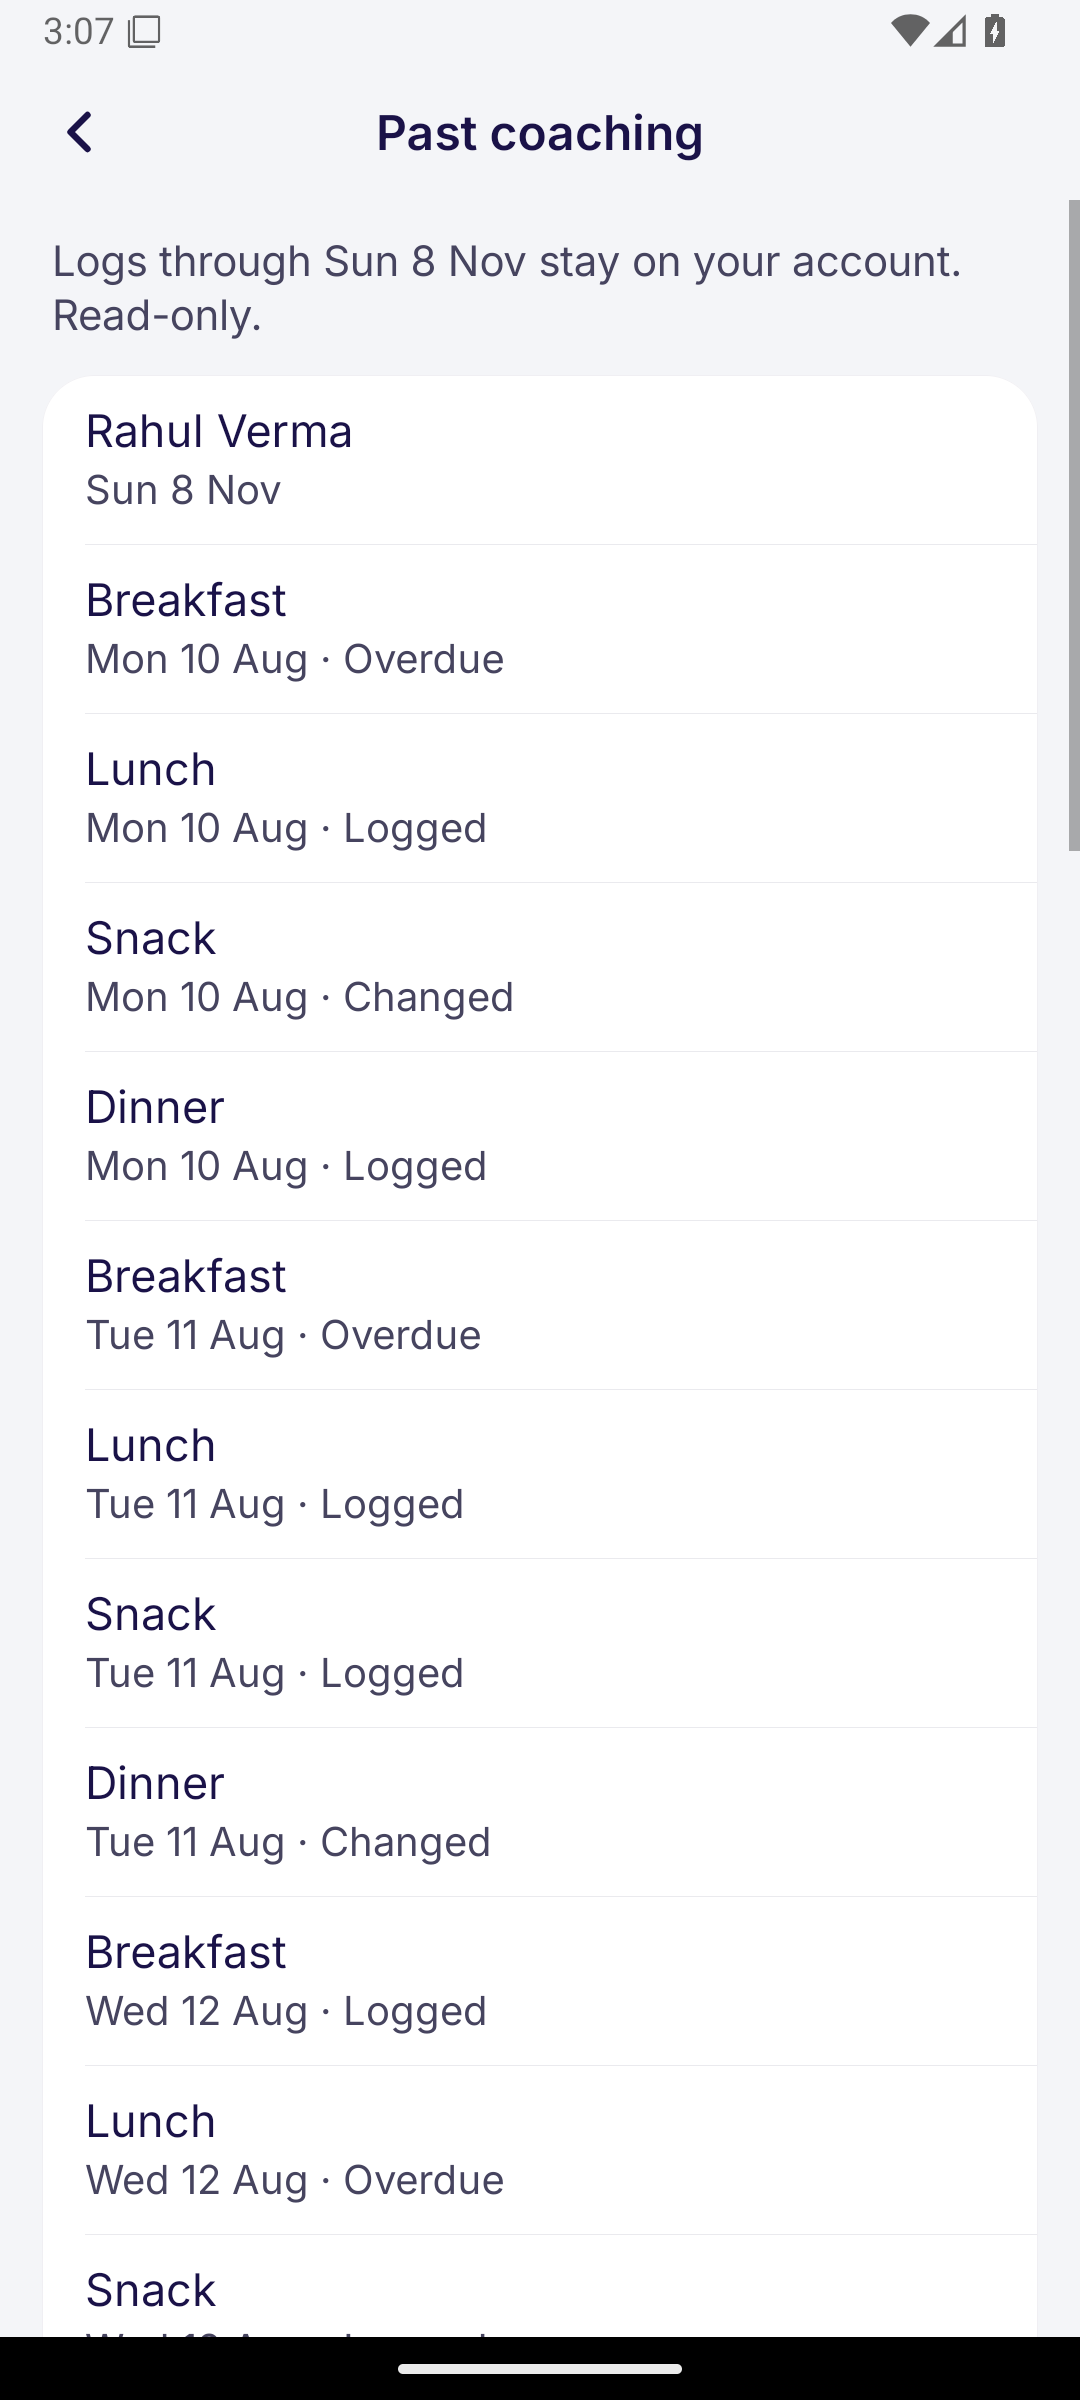 3:07
Past coaching
Logs through Sun 8 Nov stay on your account.
Read-only.
Rahul Verma
Sun 8 Nov
Breakfast
Mon 10 Aug · Overdue
Lunch
Mon 10 Aug · Logged
Snack
Mon 10 Aug · Changed
Dinner
Mon 10 Aug · Logged
Breakfast
Tue 11 Aug · Overdue
Lunch
Tue 11 Aug · Logged
Snack
Tue 11 Aug · Logged
Dinner
Tue 11 Aug · Changed
Breakfast
Wed 12 Aug · Logged
Lunch
Wed 12 Aug · Overdue
Snack